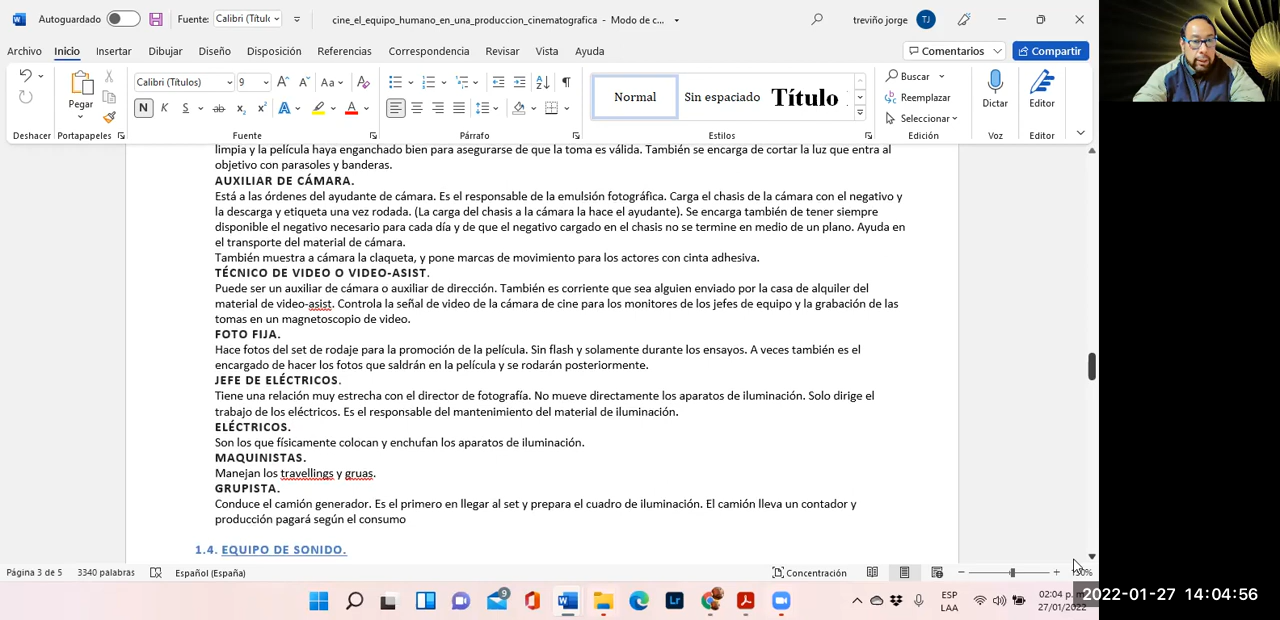 Autoguardado
Fuente: Calibri (Títul
cine_el_equipo_humano_en_una_produccion_cinematografica - Modo de c...
treviño jorge TJ
Archivo Inicio Insertar Dibujar Diseño Disposición Referencias Correspondencia Revisar Vista Ayuda
Comentarios Compartir
Calibri (Títulos) 9
Pegar
Normal Sin espaciado Título
Buscar
Reemplazar
Seleccionar
Dictar Editor
Deshacer Portapapeles Fuente Párrafo Estilos Edición Voz Editor
limpia y la película haya enganchado bien para asegurarse de que la toma es válida. También se encarga de cortar la luz que entra al
objetivo con parasoles y banderas.
AUXILIAR DE CÁMARA.
Está a las órdenes del ayudante de cámara. Es el responsable de la emulsión fotográfica. Carga el chasis de la cámara con el negativo y
la descarga y etiqueta una vez rodada. (La carga del chasis a la cámara la hace el ayudante). Se encarga también de tener siempre
disponible el negativo necesario para cada día y de que el negativo cargado en el chasis no se termine en medio de un plano. Ayuda en
el transporte del material de cámara.
También muestra a cámara la claqueta, y pone marcas de movimiento para los actores con cinta adhesiva.
TÉCNICO DE VIDEO O VIDEO-ASIST.
Puede ser un auxiliar de cámara o auxiliar de dirección. También es corriente que sea alguien enviado por la casa de alquiler del
material de video-asist. Controla la señal de video de la cámara de cine para los monitores de los jefes de equipo y la grabación de las
tomas en un magnetoscopio de video.
FOTO FIJA.
Hace fotos del set de rodaje para la promoción de la película. Sin flash y solamente durante los ensayos. A veces también es el
encargado de hacer los fotos que saldrán en la película y se rodarán posteriormente.
JEFE DE ELÉCTRICOS.
Tiene una relación muy estrecha con el director de fotografía. No mueve directamente los aparatos de iluminación. Solo dirige el
trabajo de los eléctricos. Es el responsable del mantenimiento del material de iluminación.
ELÉCTRICOS.
Son los que físicamente colocan y enchufan los aparatos de iluminación.
MAQUINISTAS.
Manejan los travellings y gruas.
GRUPISTA.
Conduce el camión generador. Es el primero en llegar al set y prepara el cuadro de iluminación. El camión lleva un contador y
producción pagará según el consumo
1.4. EQUIPO DE SONIDO.
Página 3 de 5 3340 palabras Español (España) Concentración
ESP
LAA
02:04 p. m
27/01/2022
2022-01-27 14:04:56